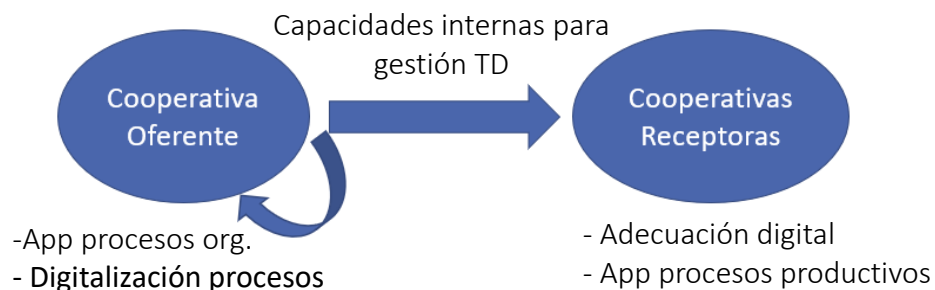 Capacidades internas para
gestión TD
Cooperativa
Oferente
Cooperativas
Receptoras
-App procesos org.
- Digitalización procesos
- Adecuación digital
- App procesos productivos